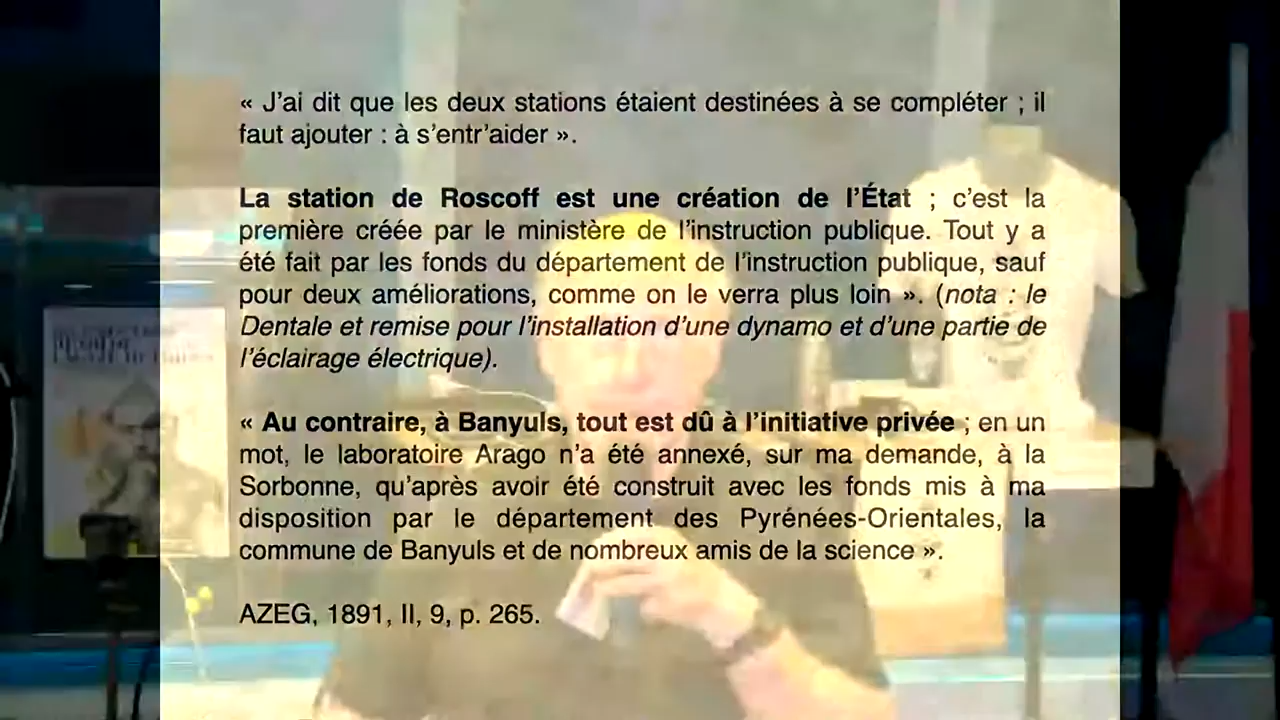 « J’ai dit que les deux stations étaient destinées à se compléter ; il
faut ajouter : à s’entr’aider ».
La station de Roscoff est une création de l’État ; c’est la
première créée par le ministère de l’instruction publique. Tout y a
été fait par les fonds du département de l’instruction publique, sauf
pour deux améliorations, comme on le verra plus loin ». (nota : le
Dentale et remise pour l’installation d’une dynamo et d’une partie de
l’éclairage électrique).
« Au contraire, à Banyuls, tout est dû à l’initiative privée ; en un
mot, le laboratoire Arago n’a été annexé, sur ma demande, à la
Sorbonne, qu’après avoir été construit avec les fonds mis à ma
disposition par le département des Pyrénées-Orientales, la
commune de Banyuls et de nombreux amis de la science ».
AZEG, 1891, II, 9, p. 265.